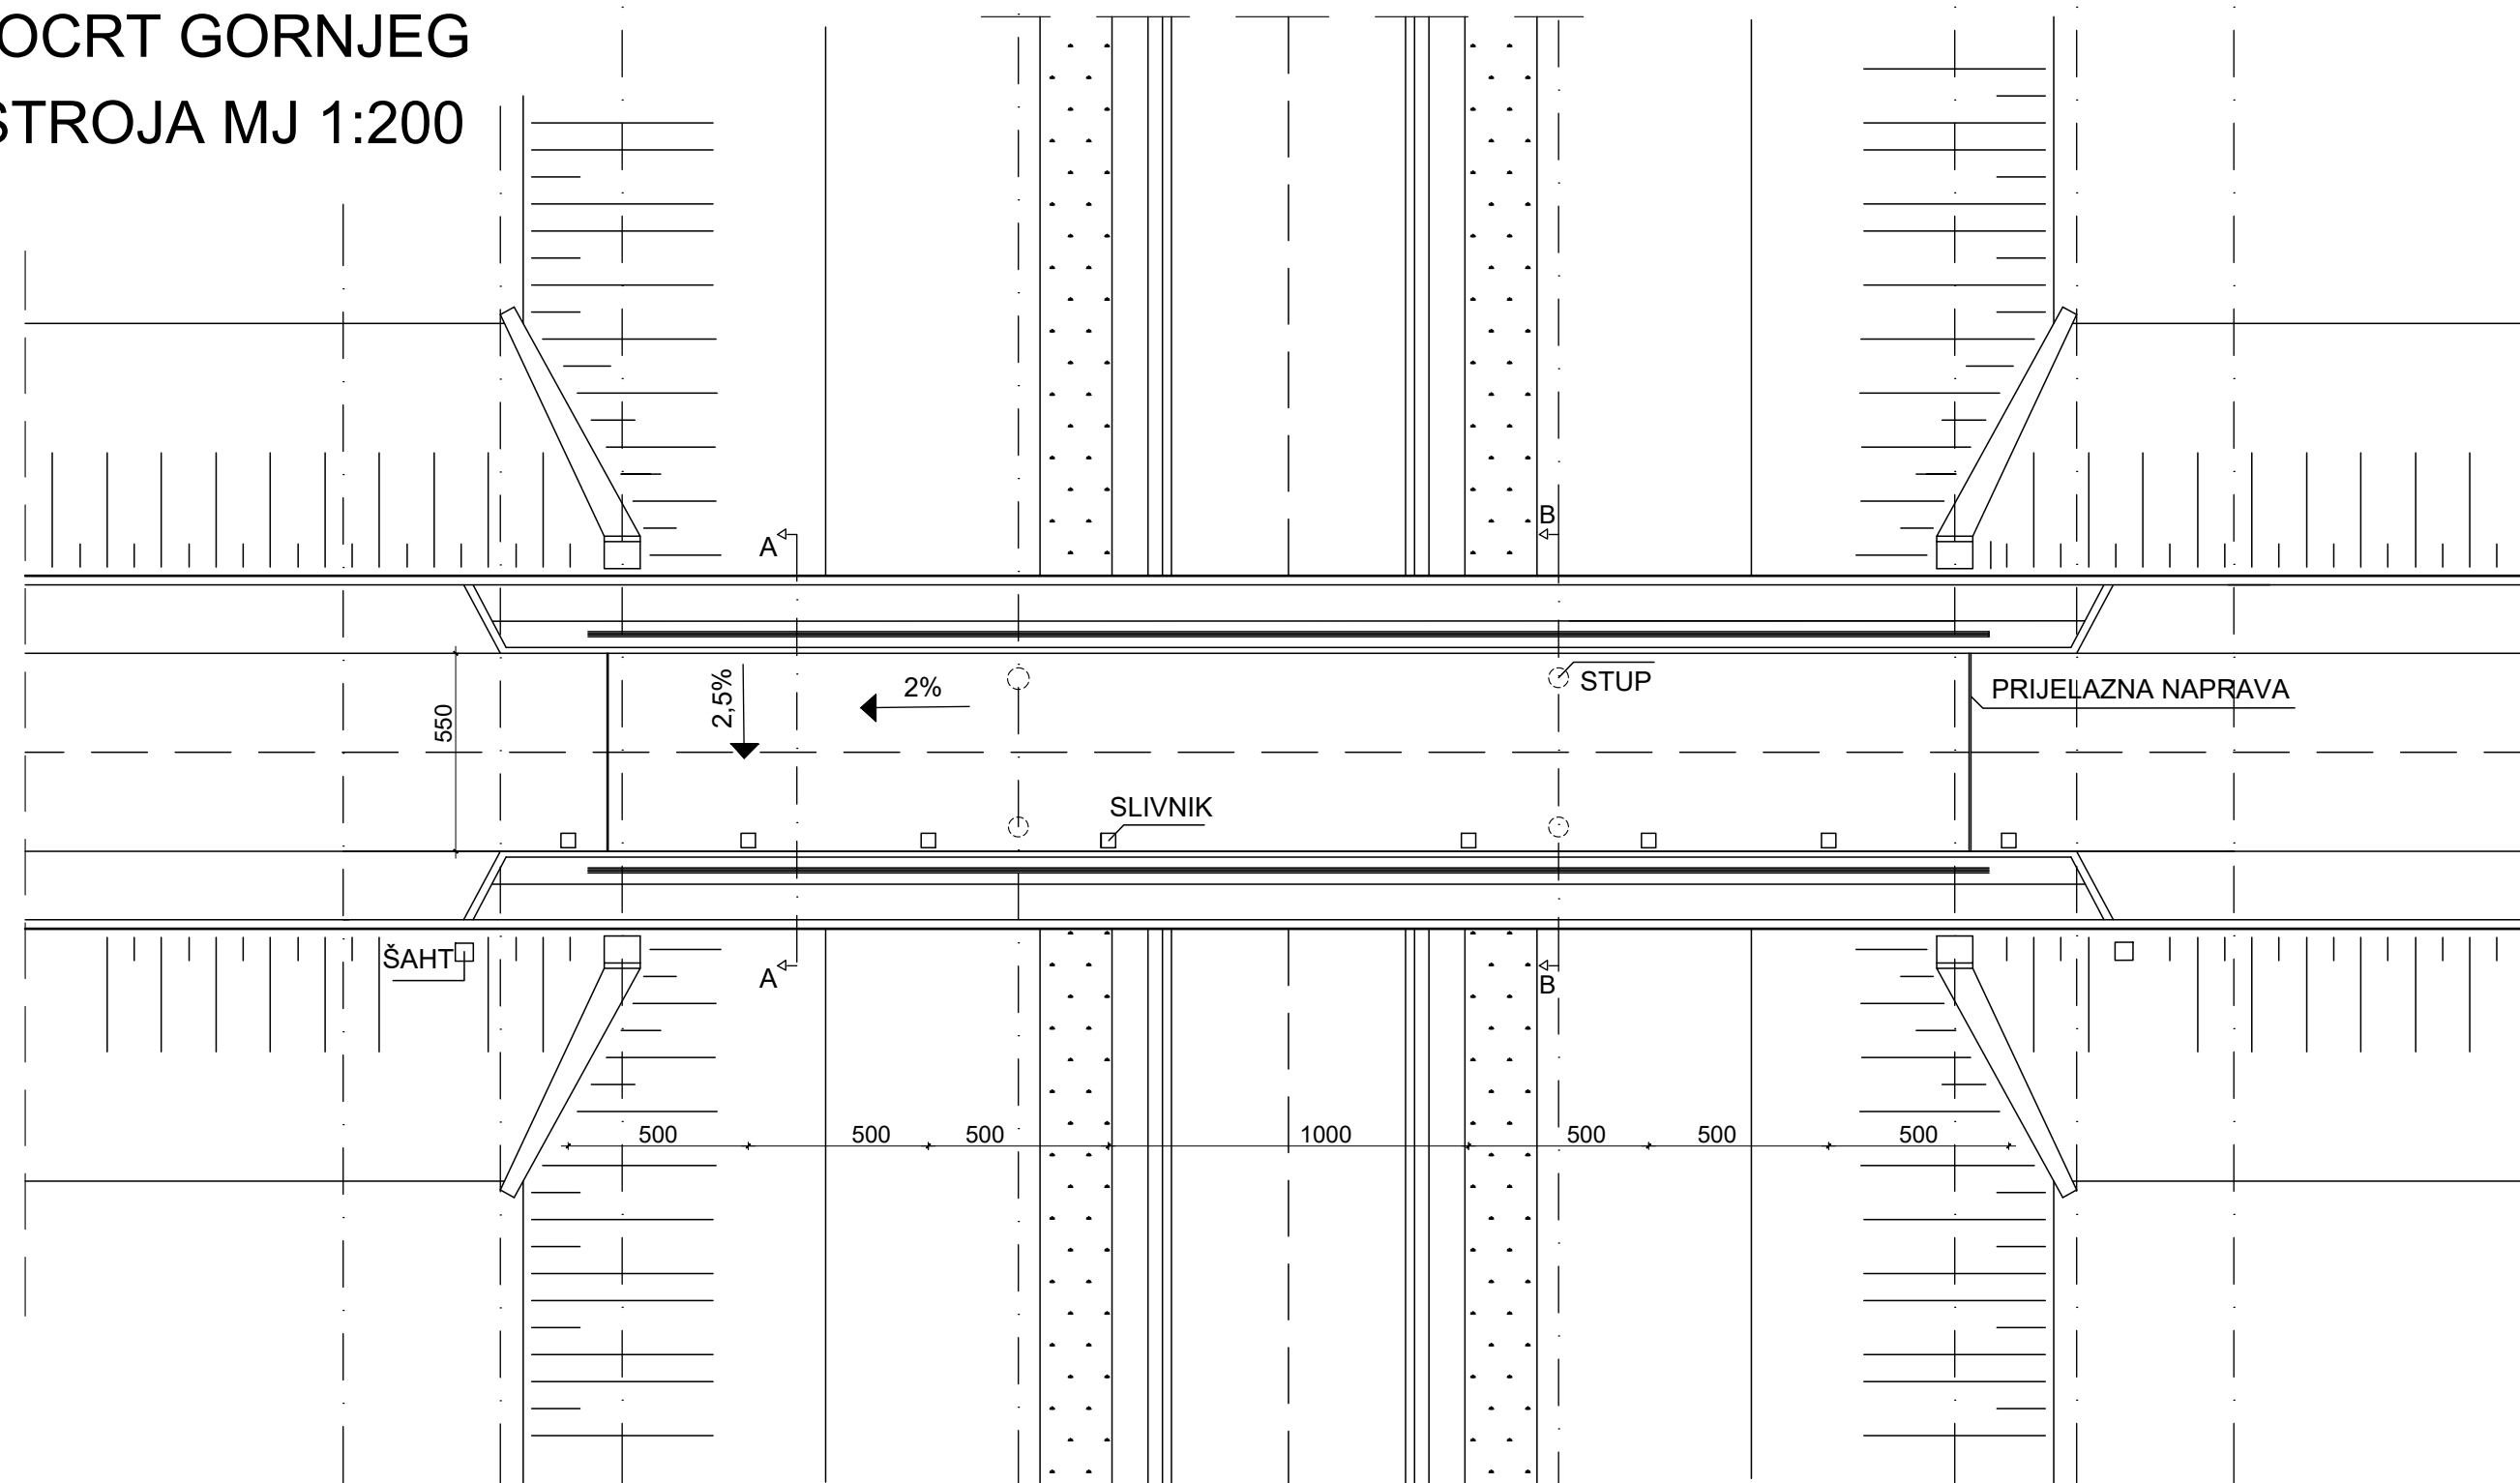 OCRT GORNJEG
STROJA MJ 1:200
A
B
2,5%
2%
STUP
PRIJELAZNA NAPRAVA
550
SLIVNIK
ŠAHT
A
B
500
500
500
1000
500
500
500